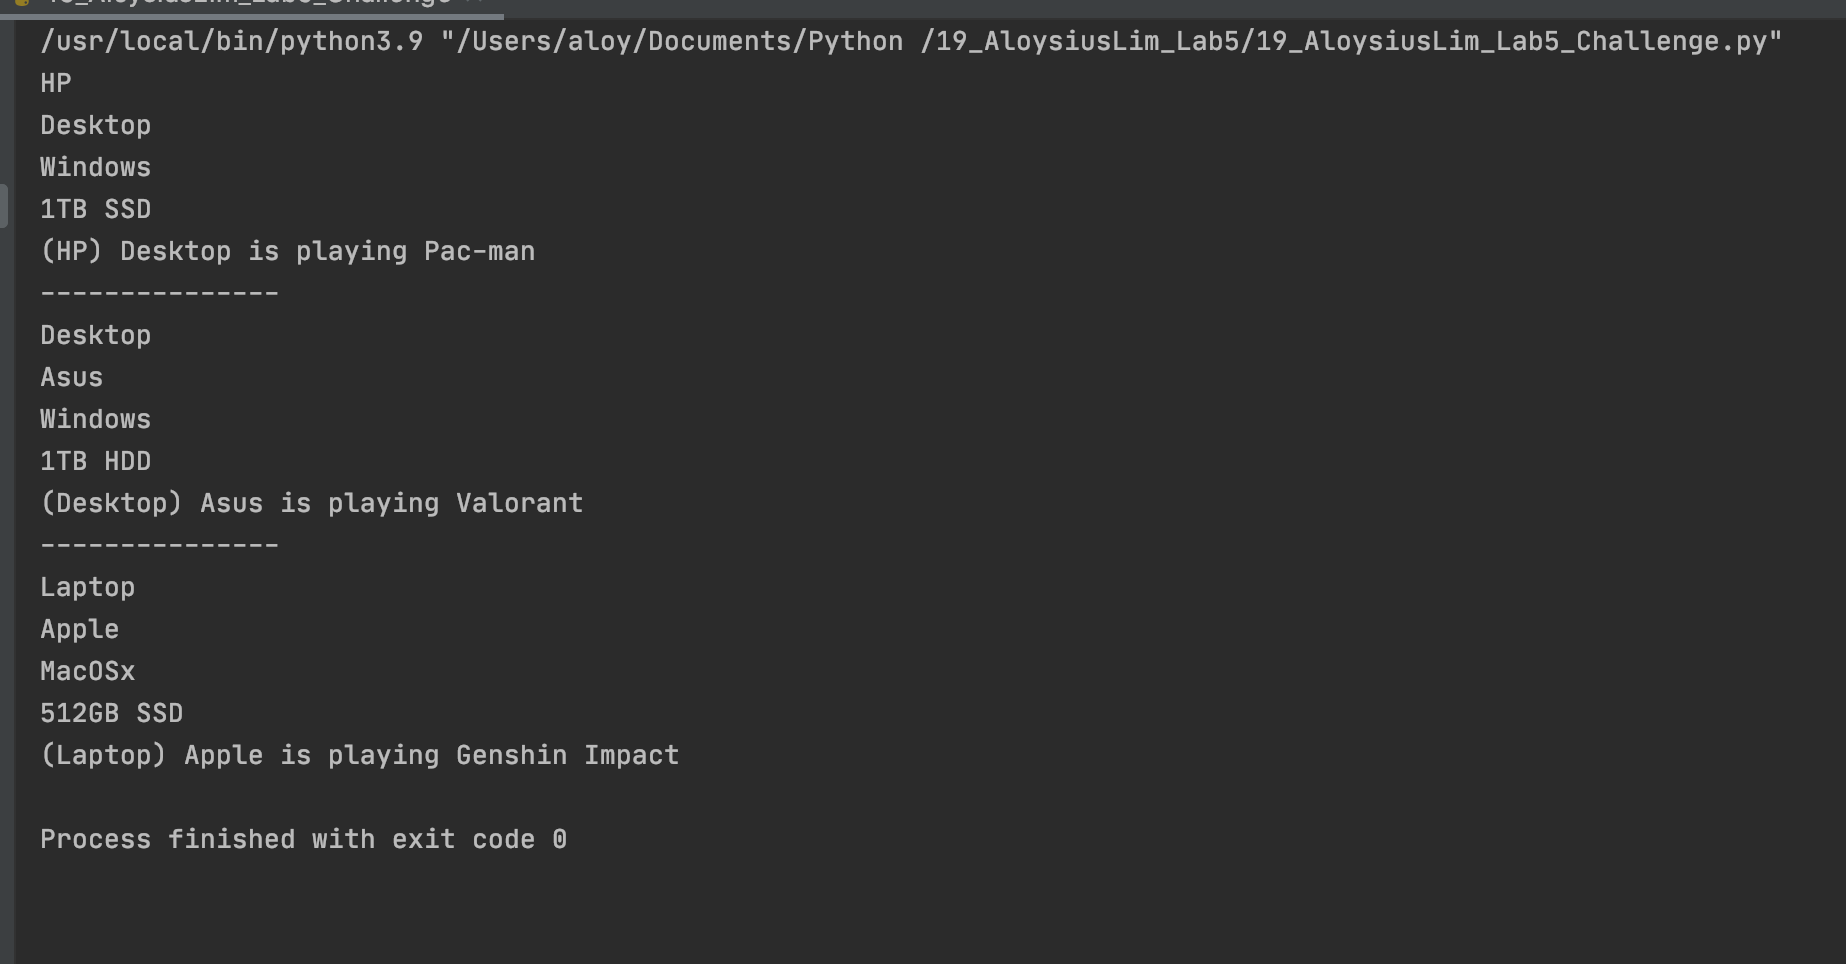 /usr/local/bin/python3.9 "/Users/aloy/Documents/Python /19_AloysiusLim_Lab5/19_AloysiusLim_Lab5_Challenge.py"
HP
Desktop
Windows
1TB SSD
(HP) Desktop is playing Pac-man
---------------
Desktop
Asus
Windows
1TB HDD
(Desktop) Asus is playing Valorant
---------------
Laptop
Apple
MacOSx
512GB SSD
(Laptop) Apple is playing Genshin Impact
Process finished with exit code 0